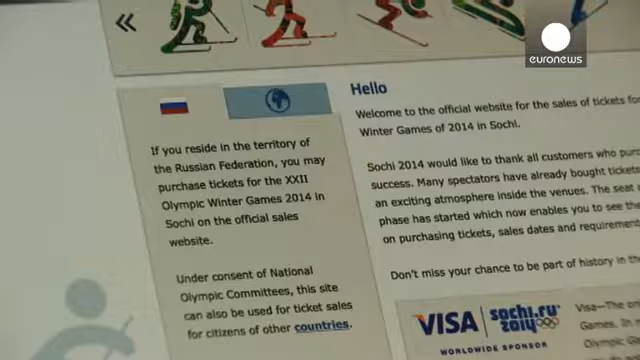 «
euronews
Hello
Welcome to the official website for the sales of tickets for
Winter Games of 2014 in Sochi.
If you reside in the territory of
the Russian Federation, you may
purchase tickets for the XXII
Olympic Winter Games 2014 in
Sochi on the official sales
website.
Under consent of National
Olympic Committees, this site
can also be used for ticket sales
for citizens of other countries.
Sochi 2014 would like to thank all customers who
success. Many spectators have already bought tickets
an exciting atmosphere inside the venues. The seat
phase has started which now enables you to see the
on purchasing tickets, sales dates and
Don't miss your chance to be part of history in
VISA
sochi.ru
2014
WORLDWIDE SPONSOR
Games. In
Olympic